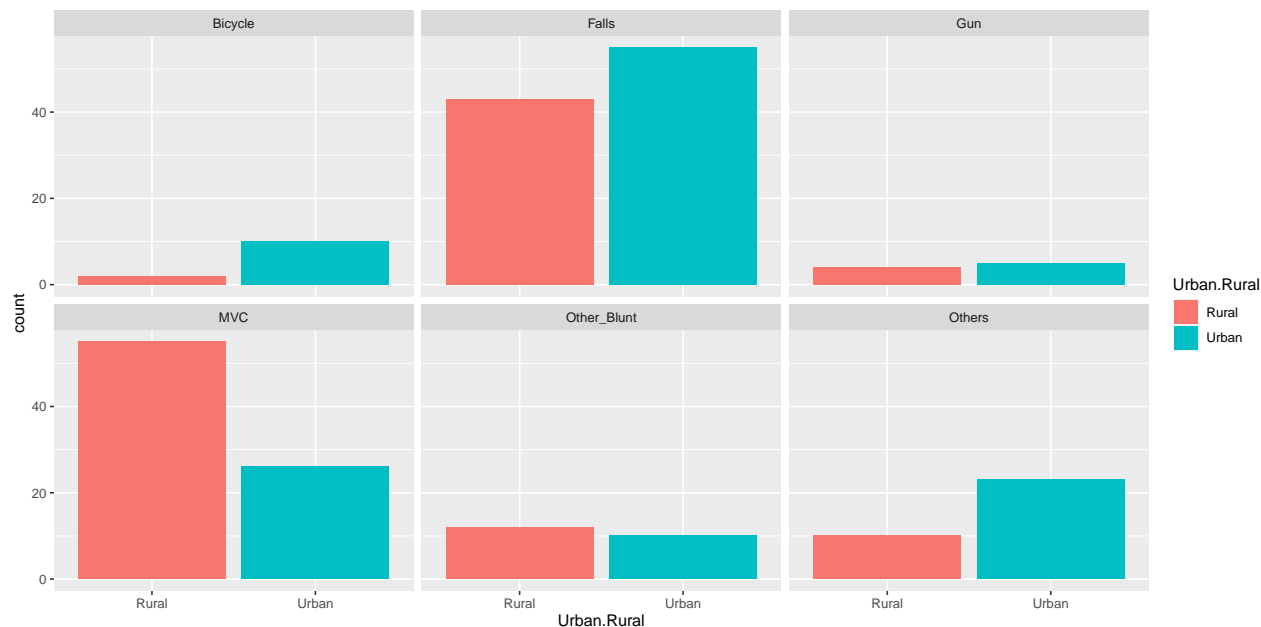 Bicycle
Falls
Gun
40
20
0
MVC
Other_Blunt
Others
40
20
0
Rural
Urban
Rural
Urban
Rural
Urban
Urban.Rural
count
Urban.Rural
Rural
Urban